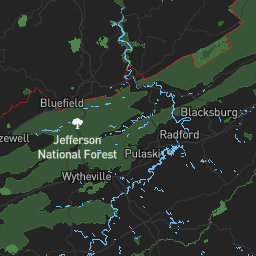 Bluefield
Blacksburg
zewell
Jefferson
National Forest
Radford
Pulaski
Wytheville